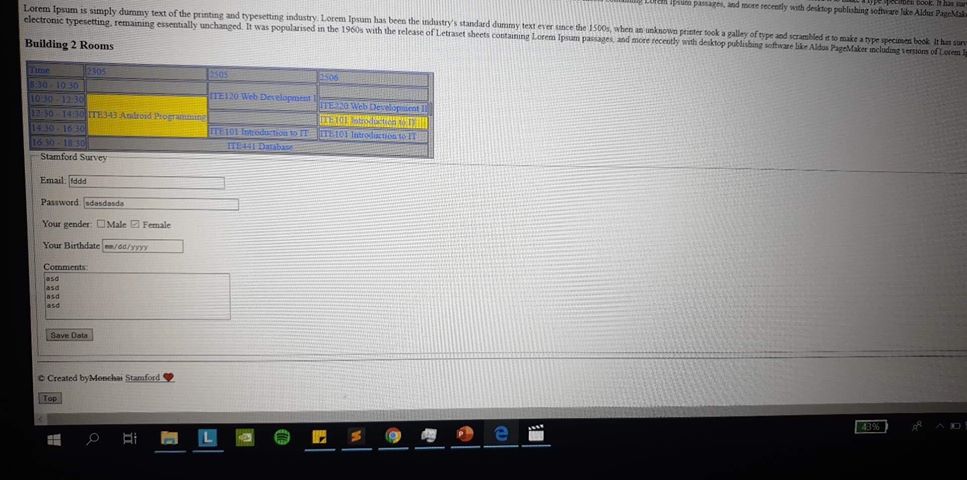 containing Lorem Ipsum passages, and more recently with desktop publishing software like Aldus
Lorem Ipsum is simply dummy text of the printing and typesetting industry. Lorem Ipsum has been the industry's standard dummy text ever since the 1500s, when an unknown printer took a galley of type and scrambled it to make a type specimen book. It has
electronic typesetting, remaining essentially unchanged. It was popularised in the 1960s with the release of Letraset sheets containing Lorem Ipsum passages, and more recently with desktop publishing software like Aldus PageMaker including versions of Lorem
Building 2 Rooms
Time 2505 2506
8:30 - 10:30
10:30 - 12:30 ITE120 Web Development I ITE220 Web Development II
12:30 - 14:30 ITE343 Android Programming ITE101 Introduction to IT
14:30 - 16:30 ITE101 Introduction to IT ITE101 Introduction to IT
16:30 - 18:30 ITE441 Database
Stamford Survey
Email: fddd
Password: sdasdasda
Your gender: Male Female
Your Birthdate mm/dd/yyyy
Comments:
asd
asd
asd
asd
Save Data
© Created by Monchai Stamford
Top
L
43%